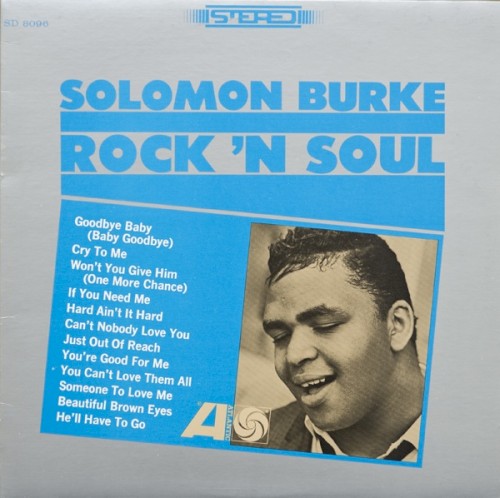 STEREO
SD 8096
SOLOMON BURKE
ROCK 'N SOUL
Goodbye Baby
(Baby Goodbye)
Cry To Me
Won't You Give Him
(One More Chance)
If You Need Me
Hard Ain't It Hard
Can't Nobody Love You
Just Out Of Reach
You're Good For Me
You Can't Love Them All
Someone To Love Me
Beautiful Brown Eyes
He'll Have To Go
A
ATLANTIC